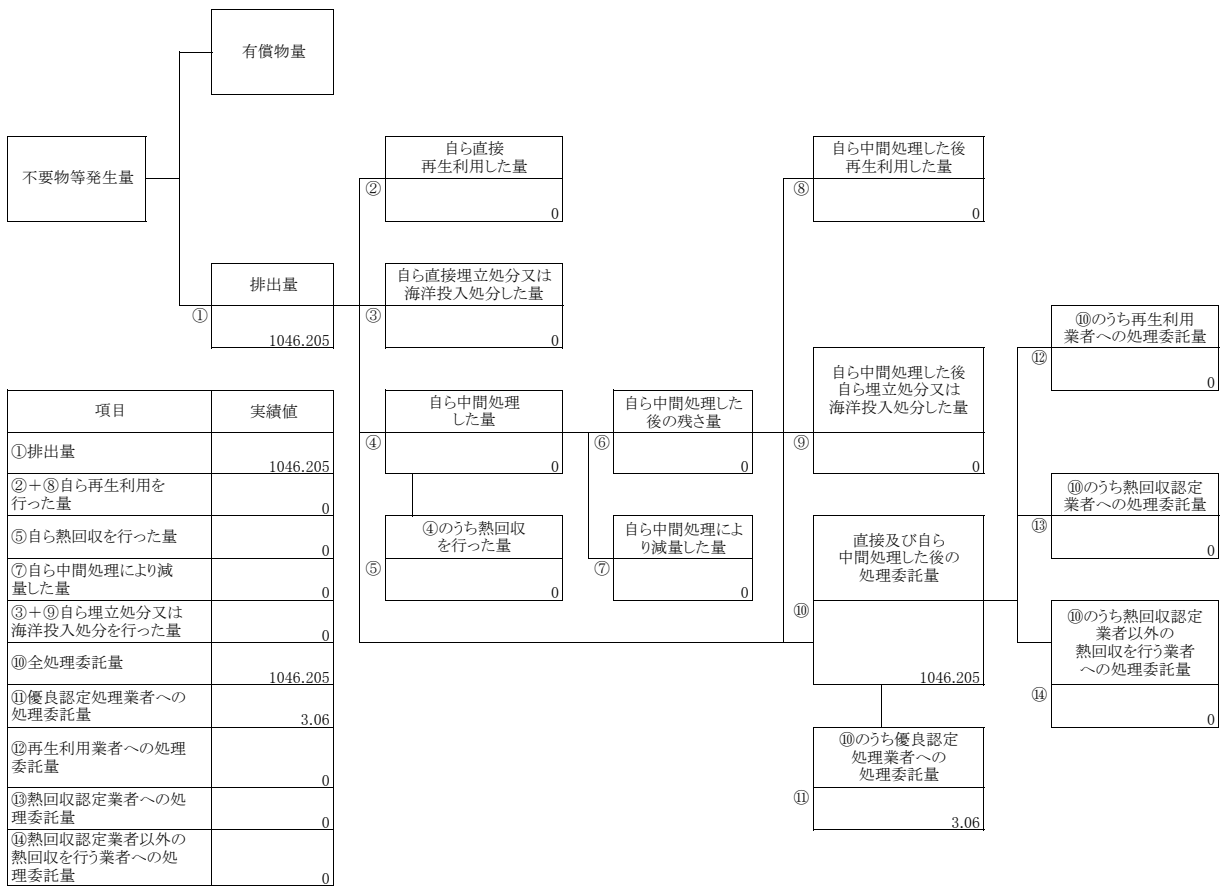 有償物量
不要物等発生量
自ら直接
再生利用した量
②
0
自ら中間処理した後
再生利用した量
⑧
0
排出量
①
1046.205
自ら直接埋立処分又は
海洋投入処分した量
③
0
⑩のうち再生利用
業者への処理委託量
⑫
0
自ら中間処理
した量
④
0
自ら中間処理した
後の残さ量
⑥
0
自ら中間処理した後
自ら埋立処分又は
海洋投入処分した量
⑨
0
⑩のうち熱回収認定
業者への処理委託量
⑬
0
④のうち熱回収
を行った量
⑤
0
自ら中間処理によ
り減量した量
⑦
0
直接及び自ら
中間処理した後の
処理委託量
⑩
1046.205
⑩のうち熱回収認定
業者以外の
熱回収を行う業者
への処理委託量
⑭
0
⑩のうち優良認定
処理業者への
処理委託量
⑪
3.06
項目
実績値
①排出量
1046.205
②＋⑧自ら再生利用を
行った量
0
⑤自ら熱回収を行った量
0
⑦自ら中間処理により減
量した量
0
③＋⑨自ら埋立処分又は
海洋投入処分を行った量
0
⑩全処理委託量
1046.205
⑪優良認定処理業者への
処理委託量
3.06
⑫再生利用業者への処理
委託量
0
⑬熱回収認定業者への処
理委託量
0
⑭熱回収認定業者以外の
熱回収を行う業者への処
理委託量
0